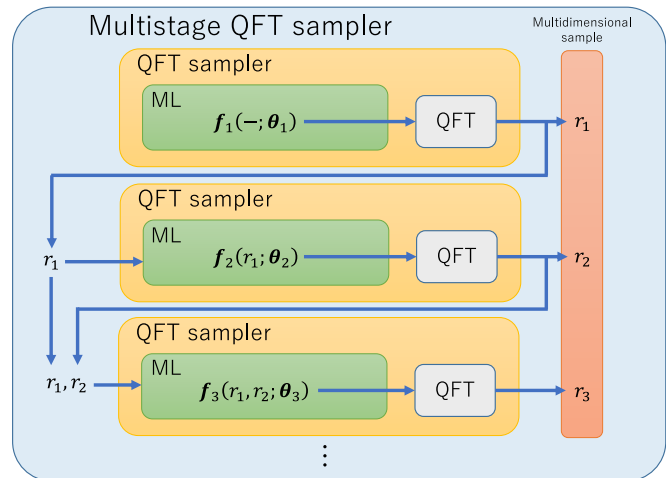 Multistage QFT sampler
Multidimensional
sample
QFT sampler
ML
f₁(−; θ₁)
QFT
r₁
QFT sampler
ML
r₁
f₂(r₁; θ₂)
QFT
r₂
QFT sampler
ML
r₁, r₂
f₃(r₁, r₂; θ₃)
QFT
r₃
⋮